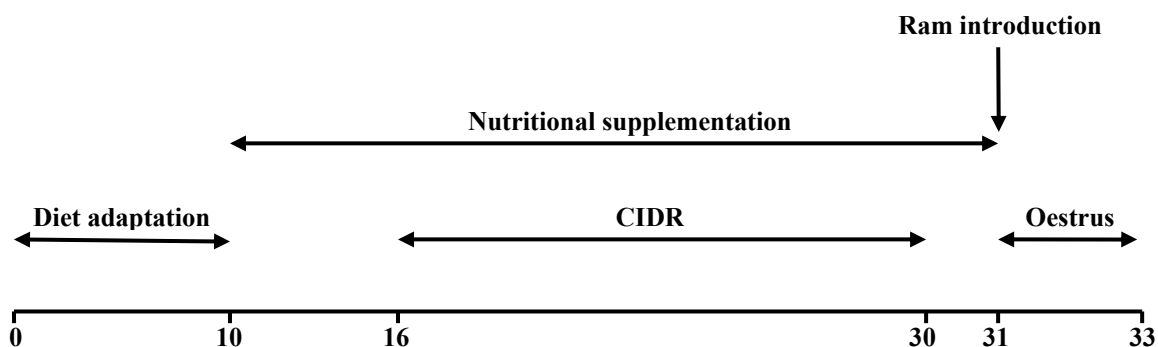 Ram introduction
Nutritional supplementation
Diet adaptation CIDR Oestrus
0 10 16 30 31 33